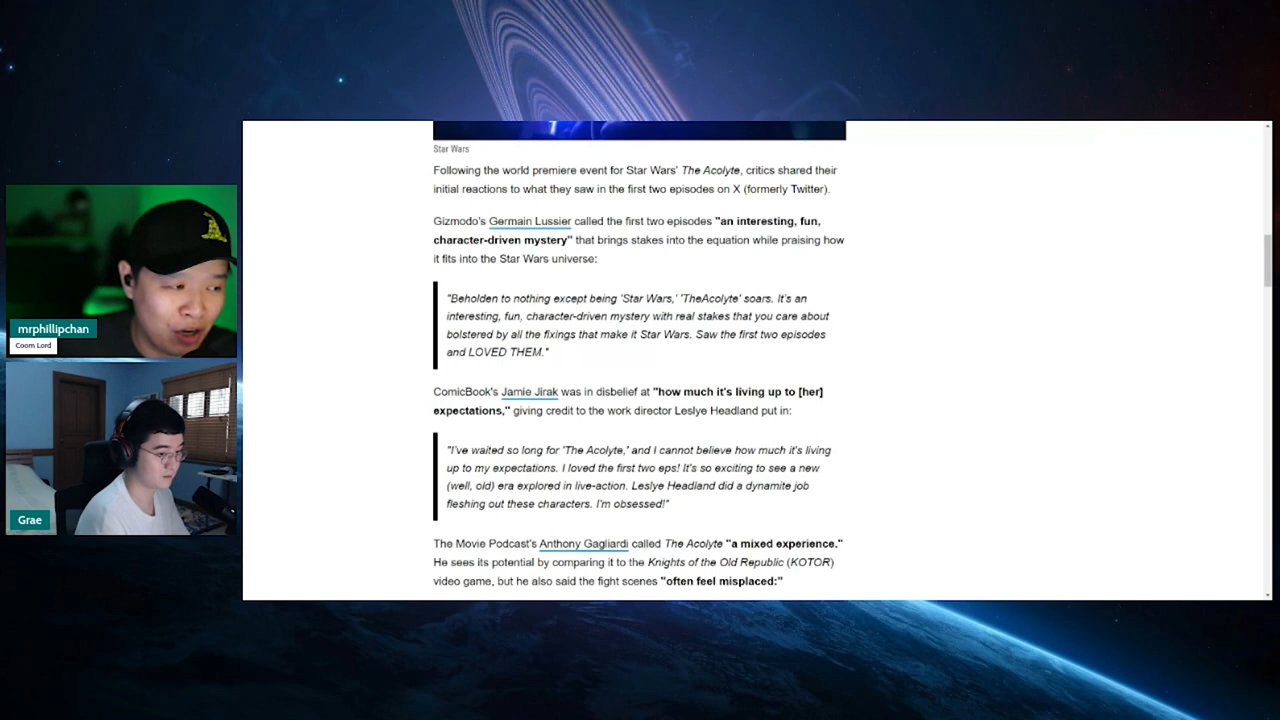 Star Wars
Following the world premiere event for Star Wars' The Acolyte, critics shared their
initial reactions to what they saw in the first two episodes on X (formerly Twitter).
Gizmodo's Germain Lussier called the first two episodes "an interesting, fun,
character-driven mystery" that brings stakes into the equation while praising how
it fits into the Star Wars universe:
"Beholden to nothing except being 'Star Wars,' 'TheAcolyte' soars. It's an
interesting, fun, character-driven mystery with real stakes that you care about
bolstered by all the fixings that make it Star Wars. Saw the first two episodes
and LOVED THEM."
ComicBook's Jamie Jirak was in disbelief at "how much it's living up to [her]
expectations," giving credit to the work director Leslye Headland put in:
"I've waited so long for 'The Acolyte,' and I cannot believe how much it's living
up to my expectations. I loved the first two eps! It's so exciting to see a new
(well, old) era explored in live-action. Leslye Headland did a dynamite job
fleshing out these characters. I'm obsessed!"
The Movie Podcast's Anthony Gagliardi called The Acolyte "a mixed experience."
He sees its potential by comparing it to the Knights of the Old Republic (KOTOR)
video game, but he also said the fight scenes "often feel misplaced:"
mrphillipchan
Coom Lord
Grae